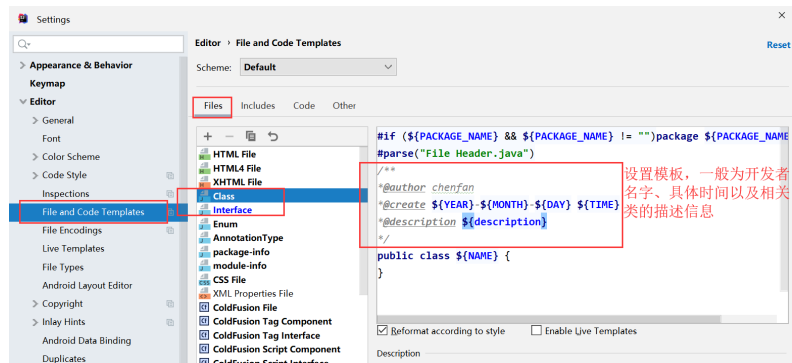 Settings
Editor › File and Code Templates
Reset
Scheme: Default
Appearance & Behavior
Keymap
Editor
General
Font
Color Scheme
Code Style
Inspections
File and Code Templates
File Encodings
Live Templates
File Types
Android Layout Editor
Copyright
Inlay Hints
Android Data Binding
Duplicates
Files Includes Code Other
HTML File
HTML4 File
XHTML File
Class
Interface
Enum
AnnotationType
package-info
module-info
CSS File
XML Properties File
ColdFusion File
ColdFusion Tag Component
ColdFusion Tag Interface
ColdFusion Script Component
ColdFusion Script Interface
#if (${PACKAGE_NAME} && ${PACKAGE_NAME} != "")package ${PACKAGE_NAME
#parse("File Header.java")
/**
*@author chenfan
*@create ${YEAR}-${MONTH}-${DAY} ${TIME}
*@description ${description}
*/
public class ${NAME} {
}
设置模板，一般为开发者
名字、具体时间以及相关
类的描述信息
Reformat according to style Enable Live Templates
Description